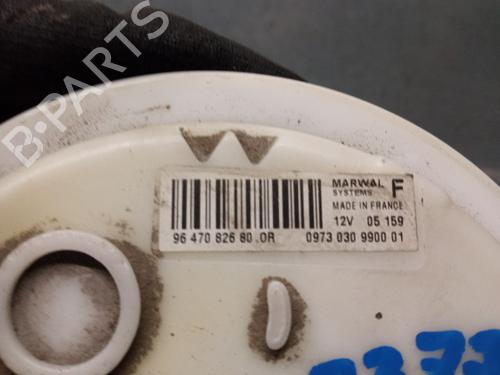 B-PARTS
MARWAL F
SYSTEMS
MADE IN FRANCE
12V 05 159
96 470 826 80 .0R 0973 030 9900 01